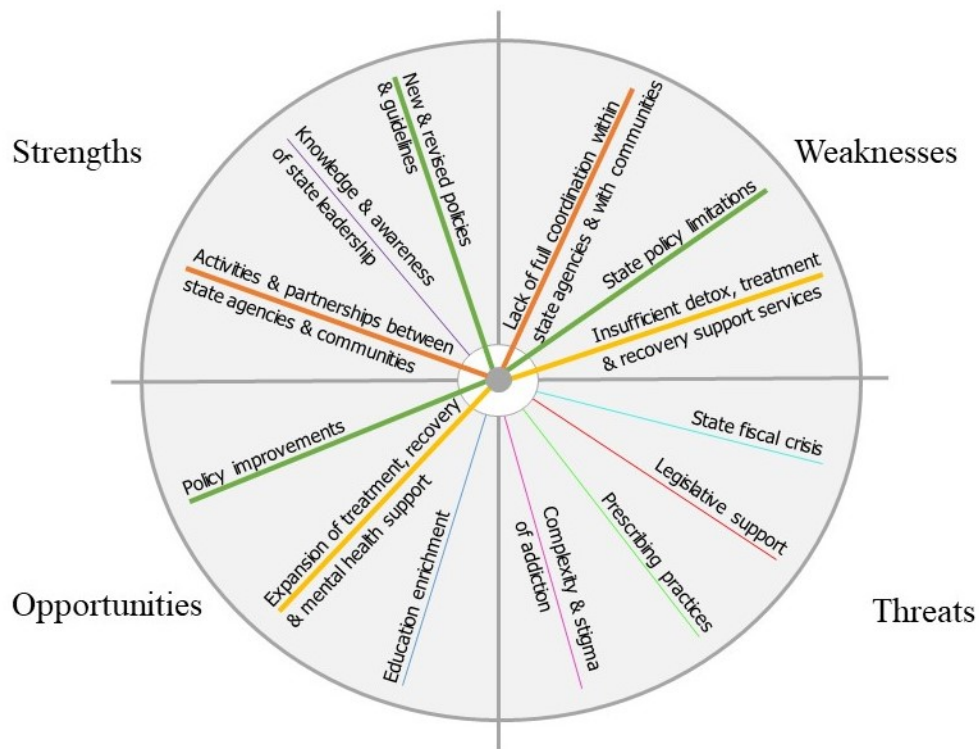 Strengths
New & revised policies
& guidelines
Knowledge & awareness
of state leadership
Activities & partnerships between
state agencies & communities
Weaknesses
Lack of full coordination within
state agencies & with communities
State policy limitations
Insufficient detox, treatment
& recovery support services
Opportunities
Policy improvements
Expansion of treatment, recovery
& mental health support
Education enrichment
Threats
State fiscal crisis
Legislative support
Prescribing practices
Complexity & stigma
of addiction